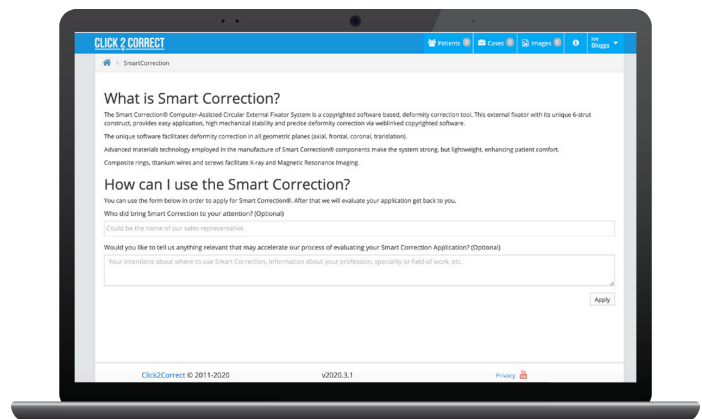 CLICK 2 CORRECT
Patients 0 Cases 0 Images 0 Joe Bloggs
> SmartCorrection
What is Smart Correction?
The Smart Correction® Computer-Assisted Circular External Fixator System is a copyrighted software based, deformity correction tool. This external fixator with its unique 6-strut
construct, provides easy application, high mechanical stability and precise deformity correction via weblinked copyrighted software.
The unique software facilitates deformity correction in all geometric planes (axial, frontal, coronal, translation).
Advanced materials technology employed in the manufacture of Smart Correction® components make the system strong, but lightweight, enhancing patient comfort.
Composite rings, titanium wires and screws facilitate X-ray and Magnetic Resonance Imaging.
How can I use the Smart Correction?
You can use the form below in order to apply for Smart Correction®. After that we will evaluate your application get back to you.
Who did bring Smart Correction to your attention? (Optional)
Could be the name of our sales representative.
Would you like to tell us anything relevant that may accelerate our process of evaluating your Smart Correction Application? (Optional)
Your intentions about where to use Smart Correction, information about your profession, speciality or field of work, etc.
Apply
Click2Correct © 2011-2020 v2020.3.1 Privacy